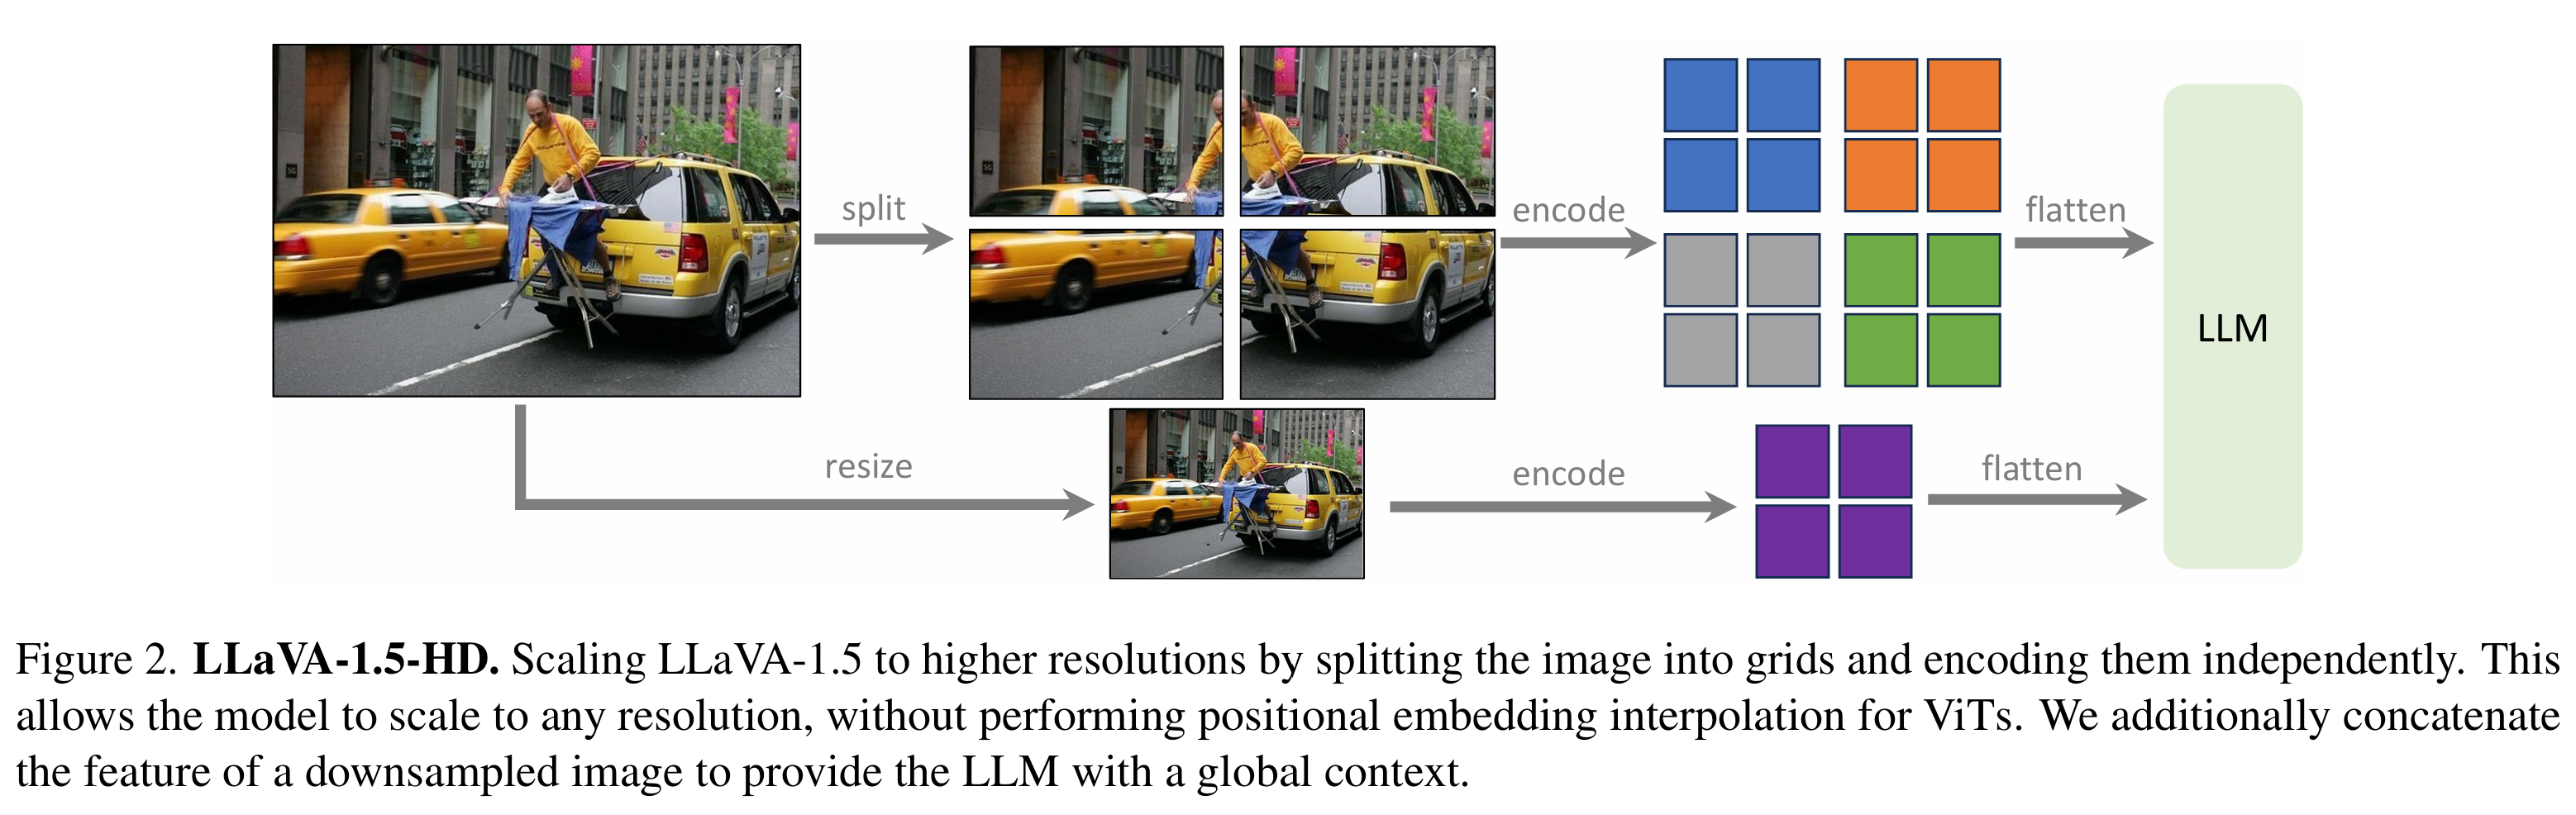 split
encode
flatten
LLM
resize
encode
flatten
Figure 2. LLaVA-1.5-HD. Scaling LLaVA-1.5 to higher resolutions by splitting the image into grids and encoding them independently. This
allows the model to scale to any resolution, without performing positional embedding interpolation for ViTs. We additionally concatenate
the feature of a downsampled image to provide the LLM with a global context.